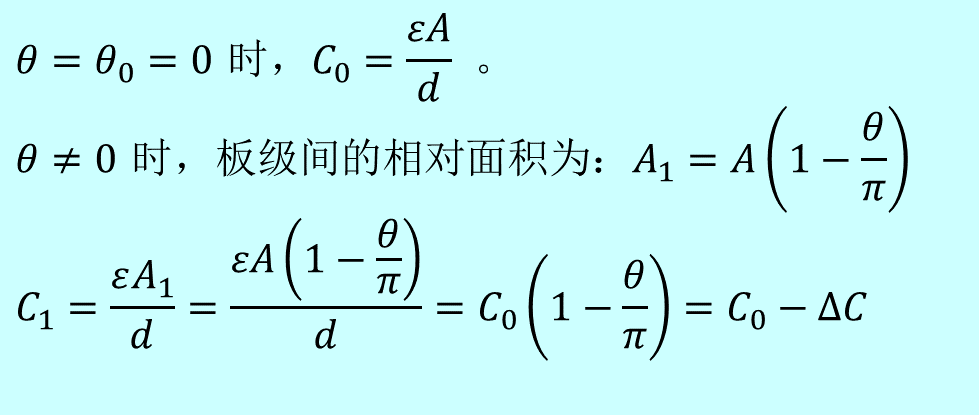 θ = θ₀ = 0 时，C₀ = εA/d 。
θ ≠ 0 时，板级间的相对面积为：A₁ = A(1 − θ/π)
C₁ = εA₁/d = εA(1 − θ/π)/d = C₀(1 − θ/π) = C₀ − ΔC